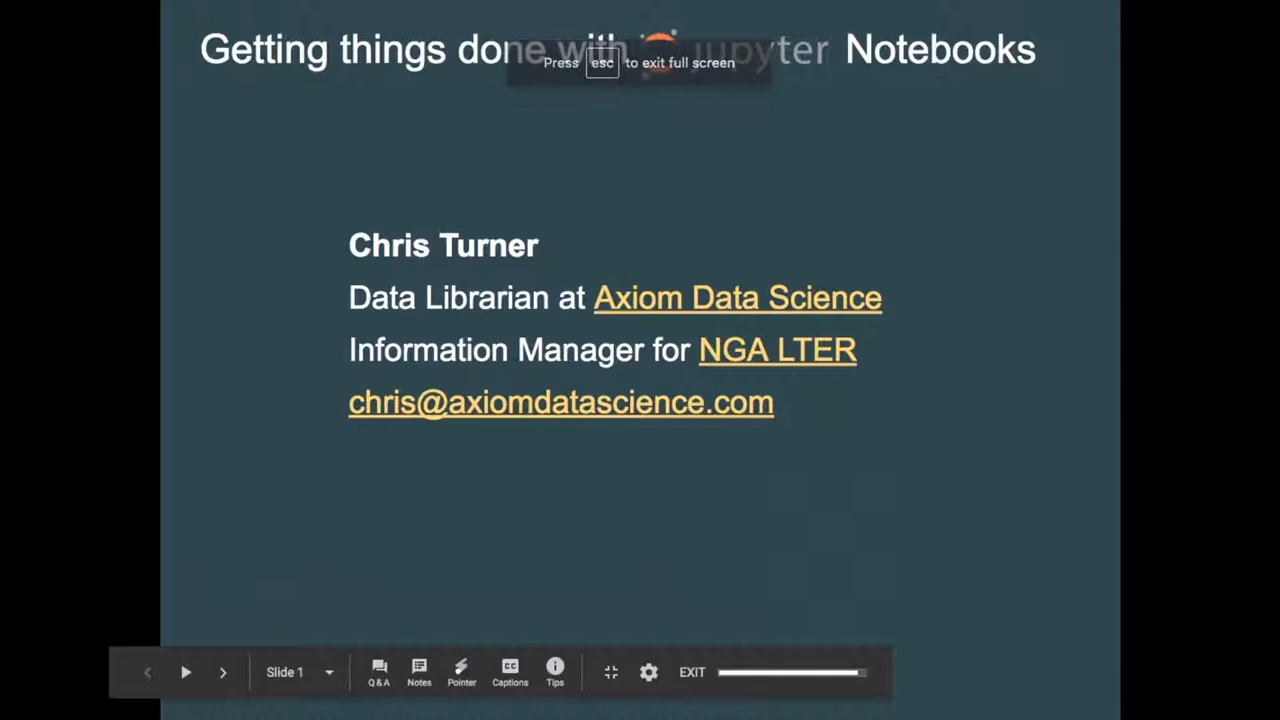 Getting things done with jupyter Notebooks
Press esc to exit full screen
Chris Turner
Data Librarian at Axiom Data Science
Information Manager for NGA LTER
chris@axiomdatascience.com
Slide 1
Q & A
Notes
Pointer
CC
Captions
Tips
EXIT